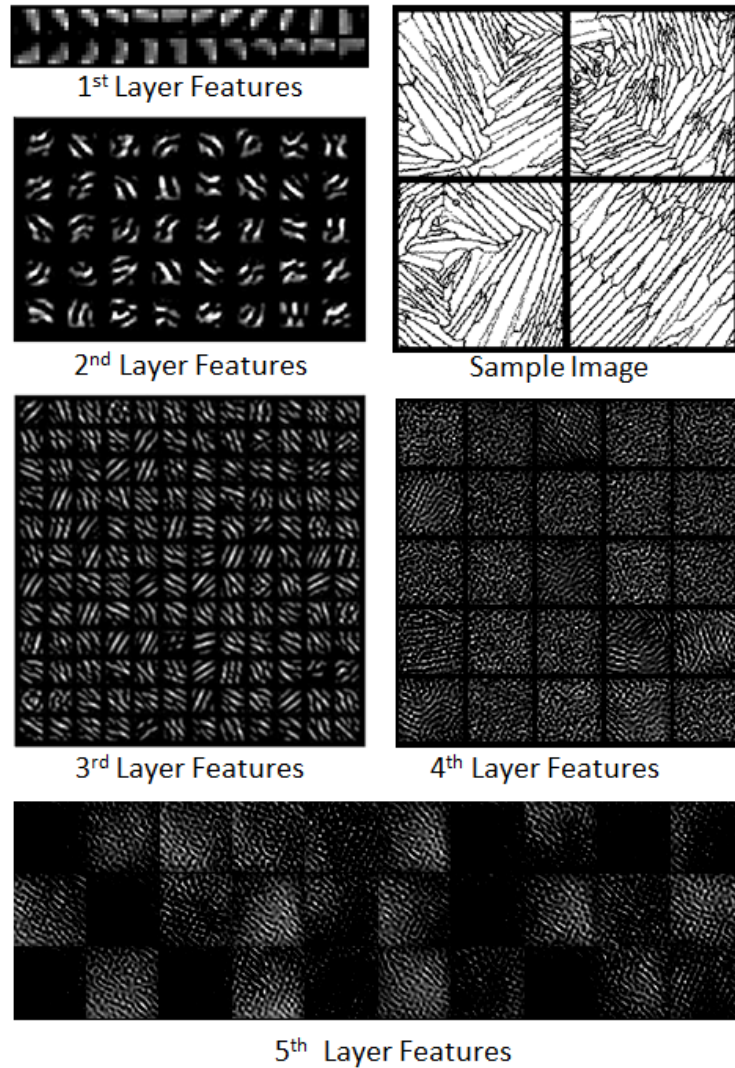 1st Layer Features
2nd Layer Features
Sample Image
3rd Layer Features
4th Layer Features
5th Layer Features